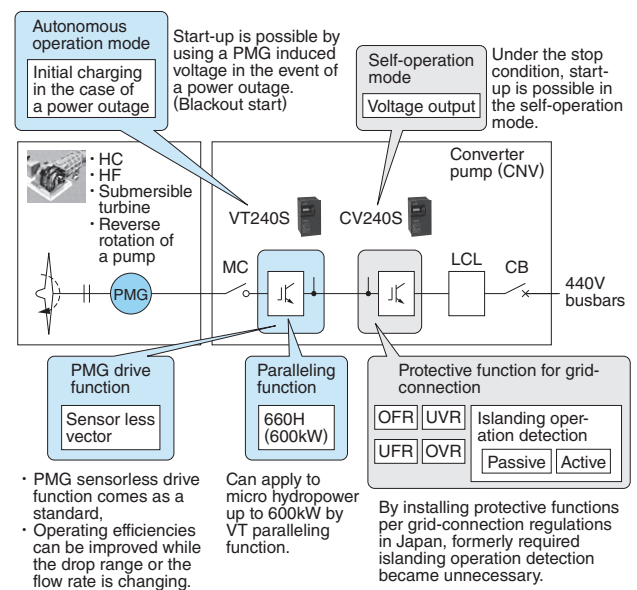 Autonomous
operation mode
Initial charging
in the case of
a power outage
Start-up is possible by
using a PMG induced
voltage in the event of
a power outage.
(Blackout start)
Self-operation
mode
Voltage output
Under the stop
condition, start-
up is possible in
the self-operation
mode.
・HC
・HF
・Submersible
turbine
・Reverse
rotation of
a pump
Converter
pump (CNV)
VT240S
CV240S
PMG
MC
LCL
CB
440V
busbars
PMG drive
function
Sensor less
vector
Paralleling
function
660H
(600kW)
Protective function for grid-
connection
OFR
UVR
UFR
OVR
Islanding oper-
ation detection
Passive
Active
・PMG sensorless drive
function comes as a
standard,
・Operating efficiencies
can be improved while
the drop range or the
flow rate is changing.
Can apply to
micro hydropower
up to 600kW by
VT paralleling
function.
By installing protective functions
per grid-connection regulations
in Japan, formerly required
islanding operation detection
became unnecessary.